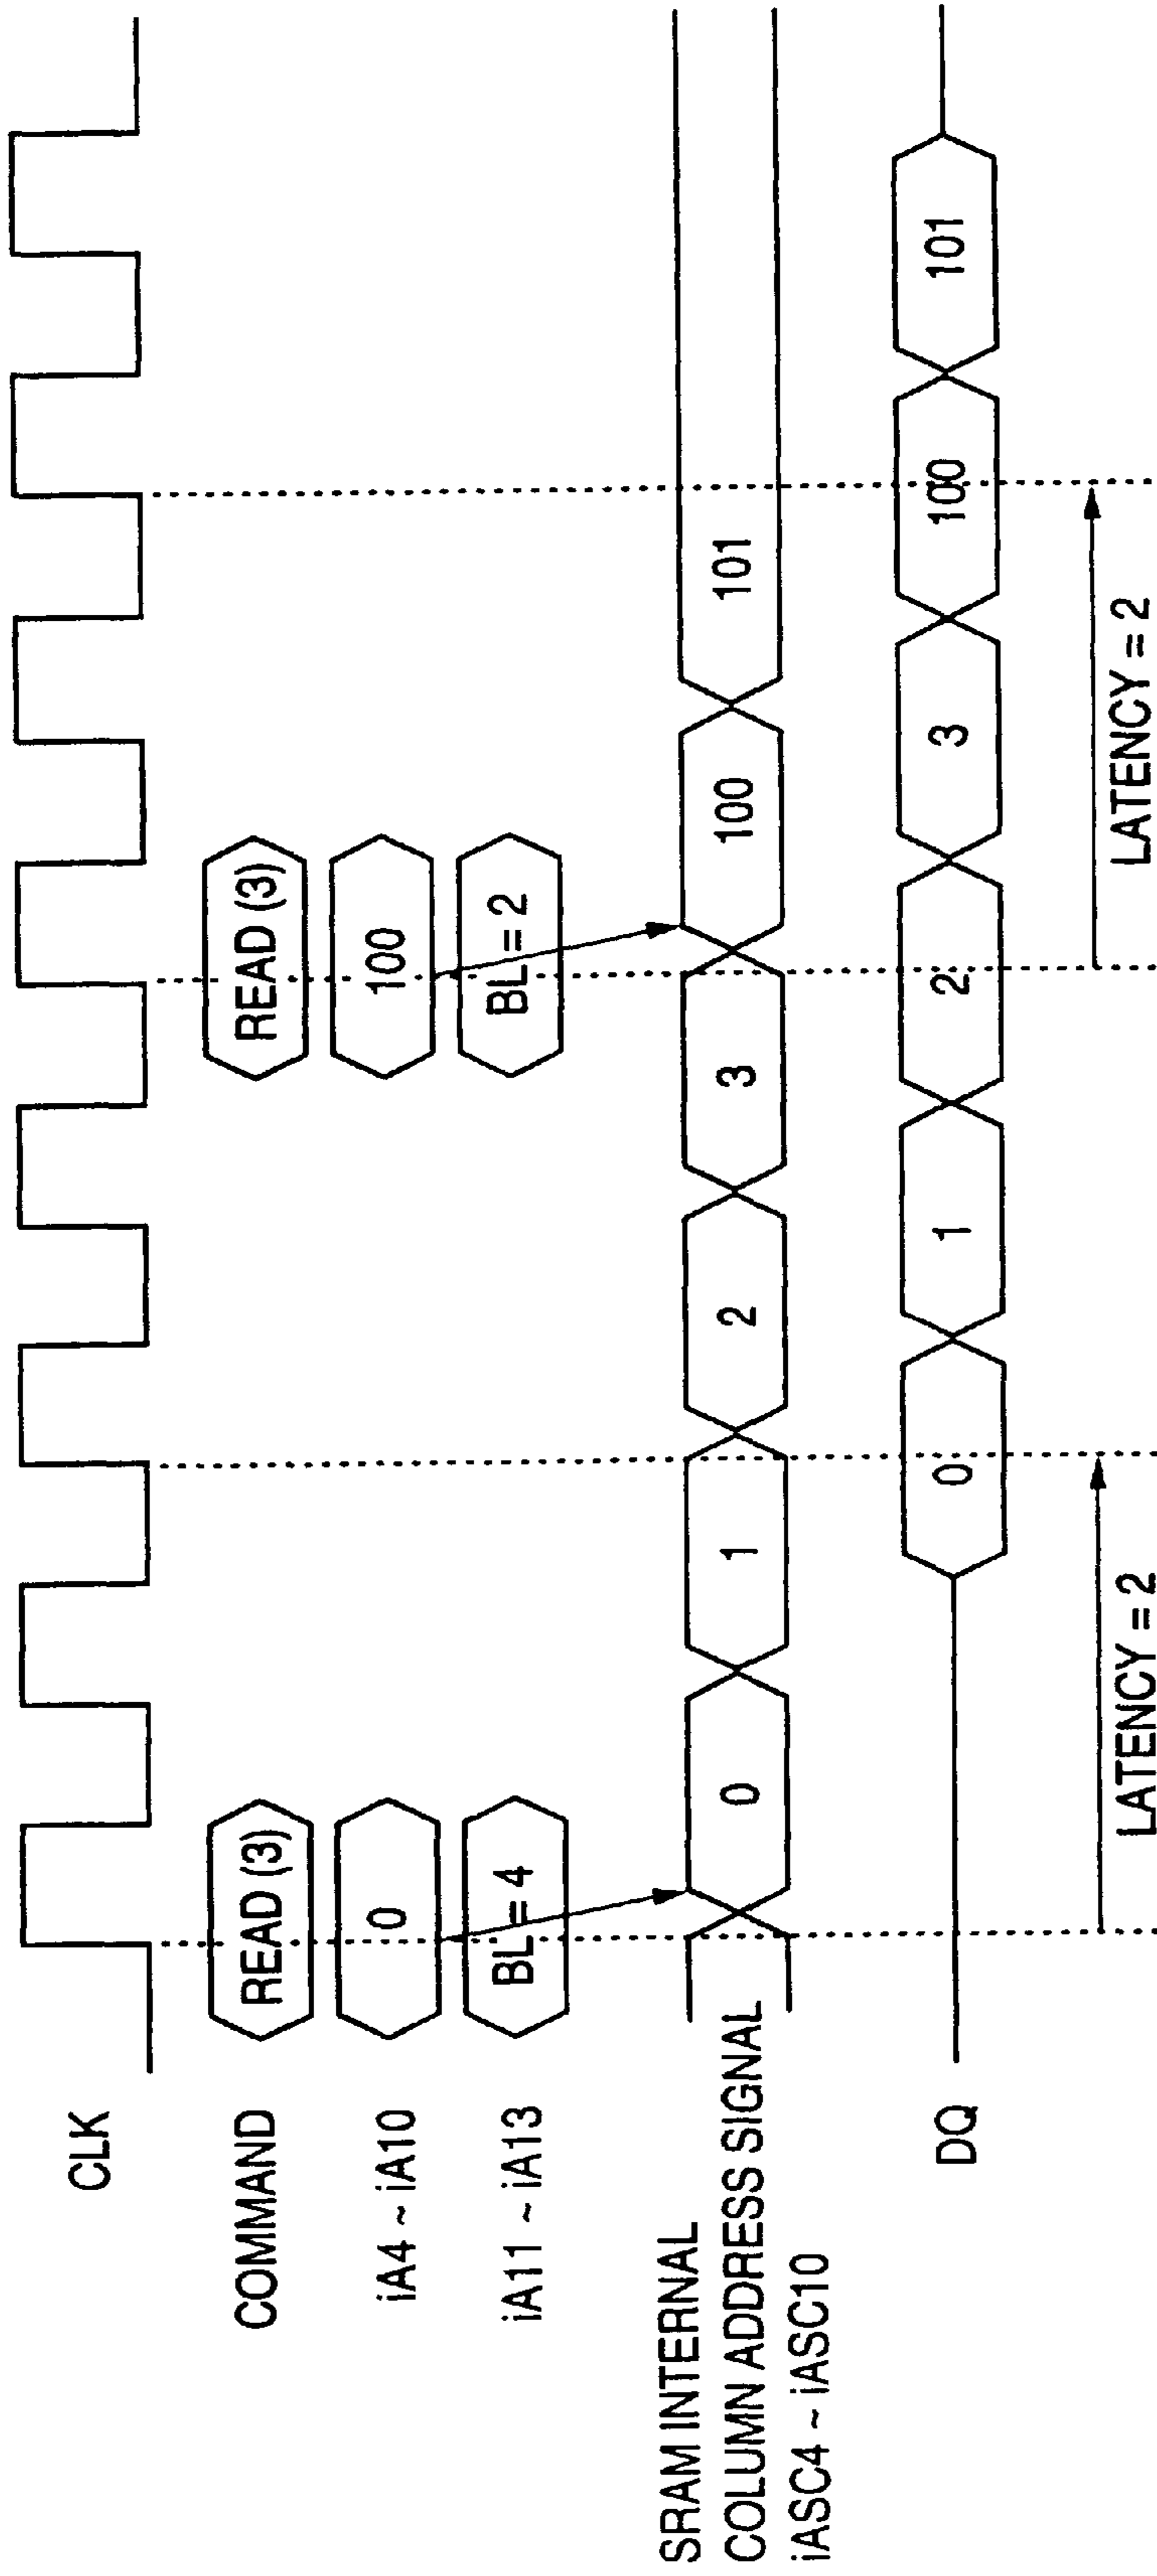 CLK
COMMAND
READ (3)
READ (3)
iA4 ~ iA10
0
100
iA11 ~ iA13
BL = 4
BL = 2
SRAM INTERNAL
COLUMN ADDRESS SIGNAL
iASC4 ~ iASC10
0
1
2
3
100
101
DQ
0
1
2
3
100
101
LATENCY = 2
LATENCY = 2